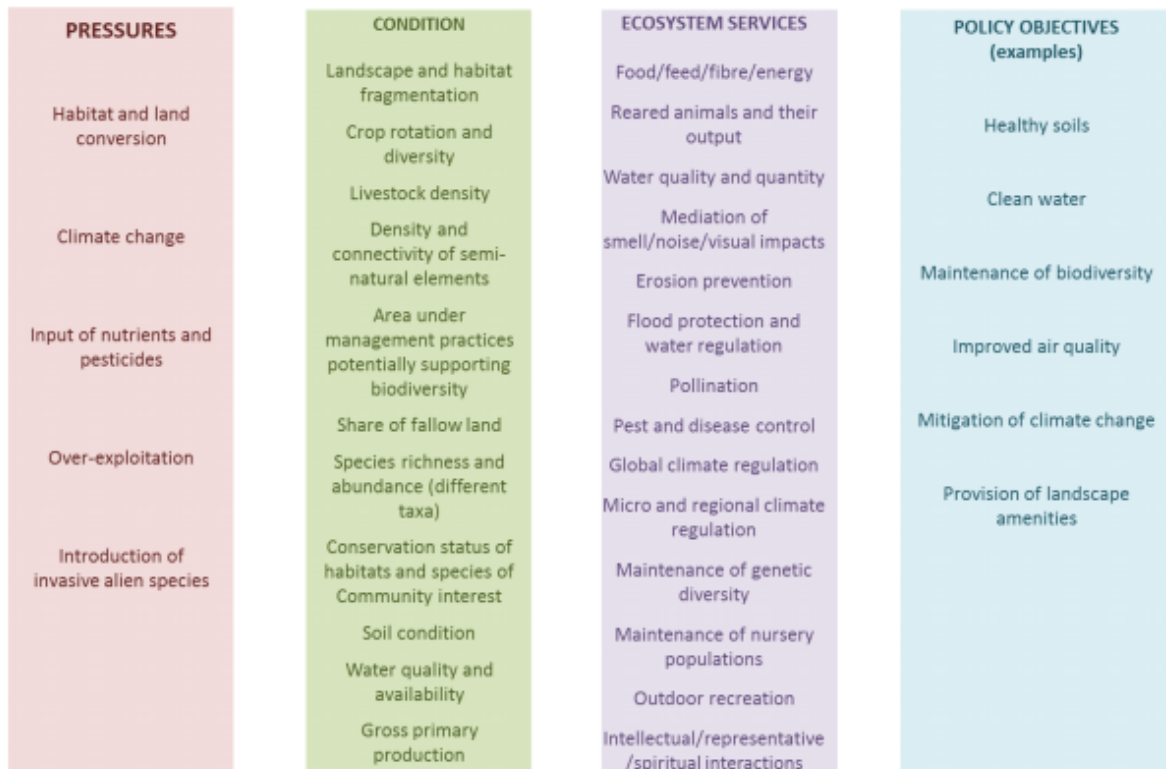 PRESSURES
Habitat and land
conversion
Climate change
Input of nutrients and
pesticides
Over-exploitation
Introduction of
invasive alien species
CONDITION
Landscape and habitat
fragmentation
Crop rotation and
diversity
Livestock density
Density and
connectivity of semi-
natural elements
Area under
management practices
potentially supporting
biodiversity
Share of fallow land
Species richness and
abundance (different
taxa)
Conservation status of
habitats and species of
Community interest
Soil condition
Water quality and
availability
Gross primary
production
ECOSYSTEM SERVICES
Food/feed/fibre/energy
Reared animals and their
output
Water quality and quantity
Mediation of
smell/noise/visual impacts
Erosion prevention
Flood protection and
water regulation
Pollination
Pest and disease control
Global climate regulation
Micro and regional climate
regulation
Maintenance of genetic
diversity
Maintenance of nursery
populations
Outdoor recreation
Intellectual/representative
/spiritual interactions
POLICY OBJECTIVES
(examples)
Healthy soils
Clean water
Maintenance of biodiversity
Improved air quality
Mitigation of climate change
Provision of landscape
amenities